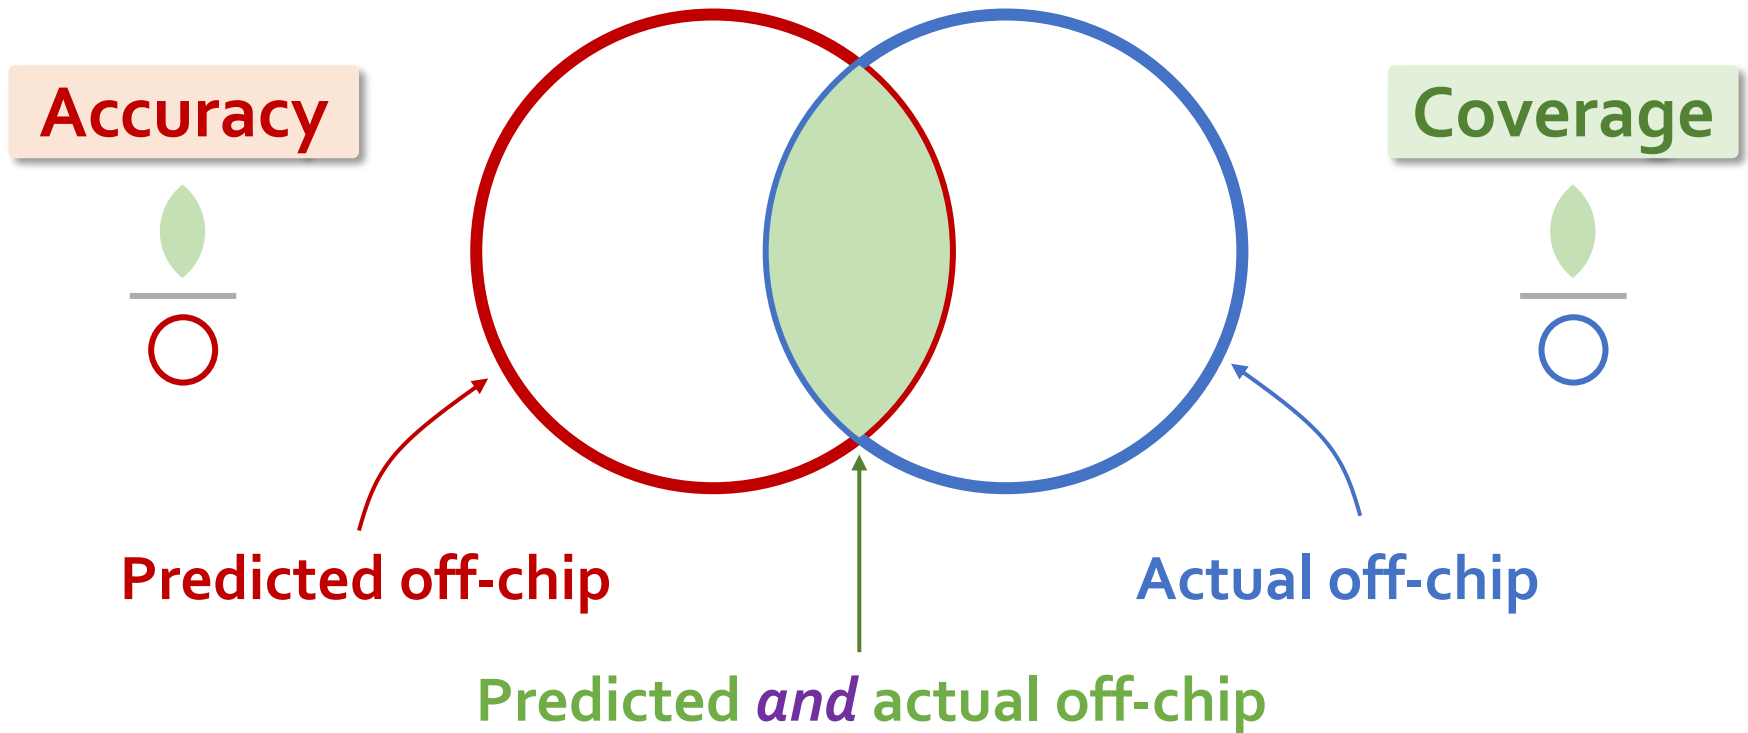 Accuracy
Coverage
Predicted off-chip
Actual off-chip
Predicted and actual off-chip